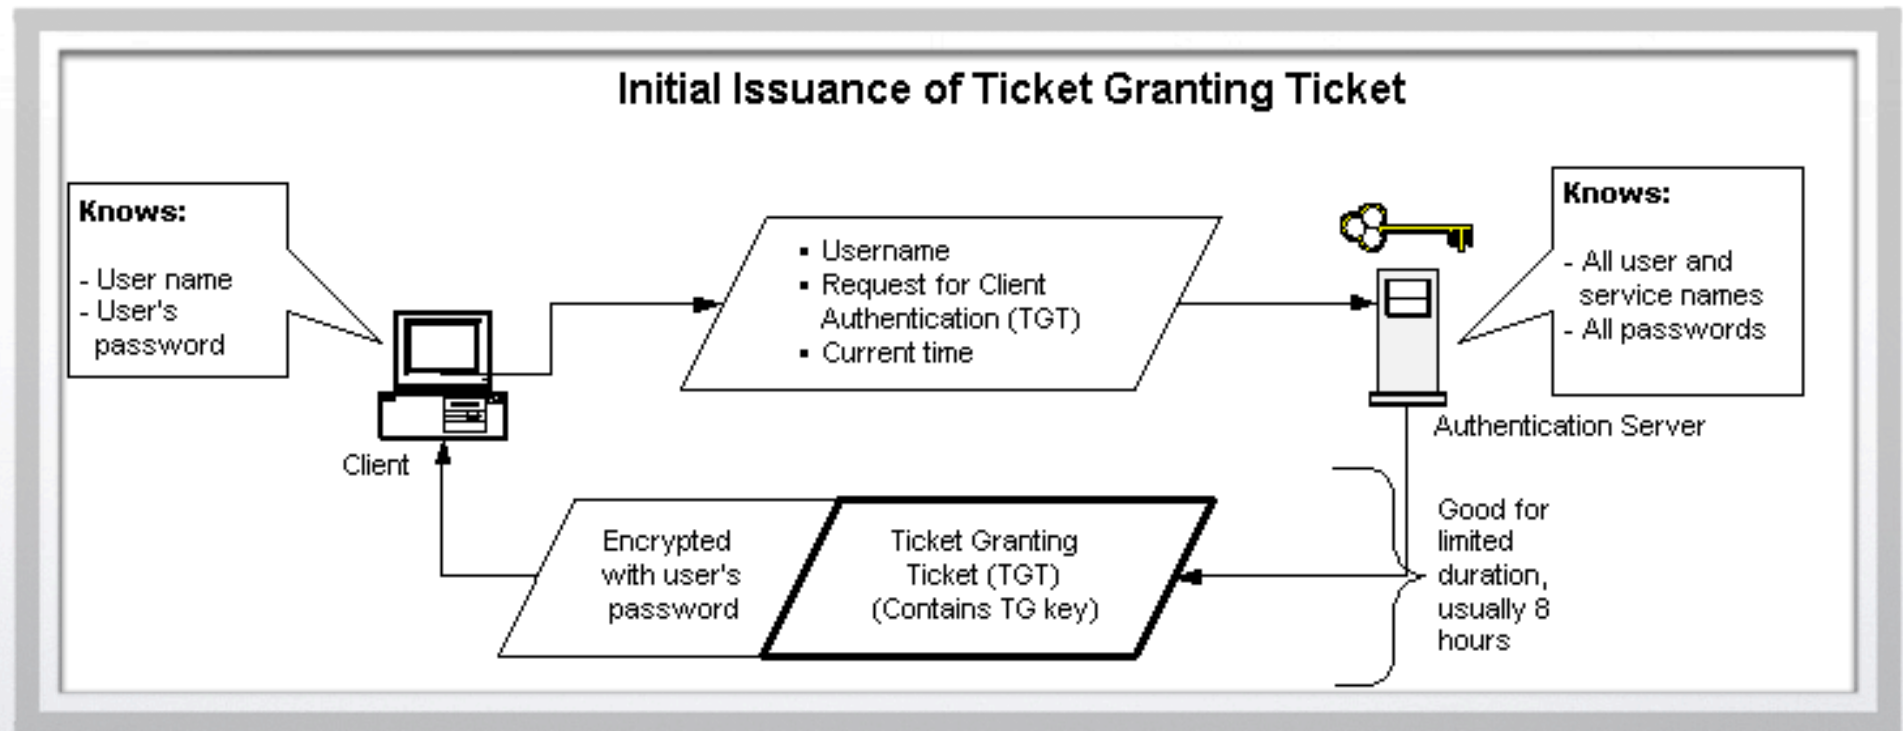 Initial Issuance of Ticket Granting Ticket
Knows:
- User name
- User's
password
▪ Username
▪ Request for Client
Authentication (TGT)
▪ Current time
Knows:
- All user and
service names
- All passwords
Client
Authentication Server
Encrypted
with user's
password
Ticket Granting
Ticket (TGT)
(Contains TG key)
Good for
limited
duration,
usually 8
hours